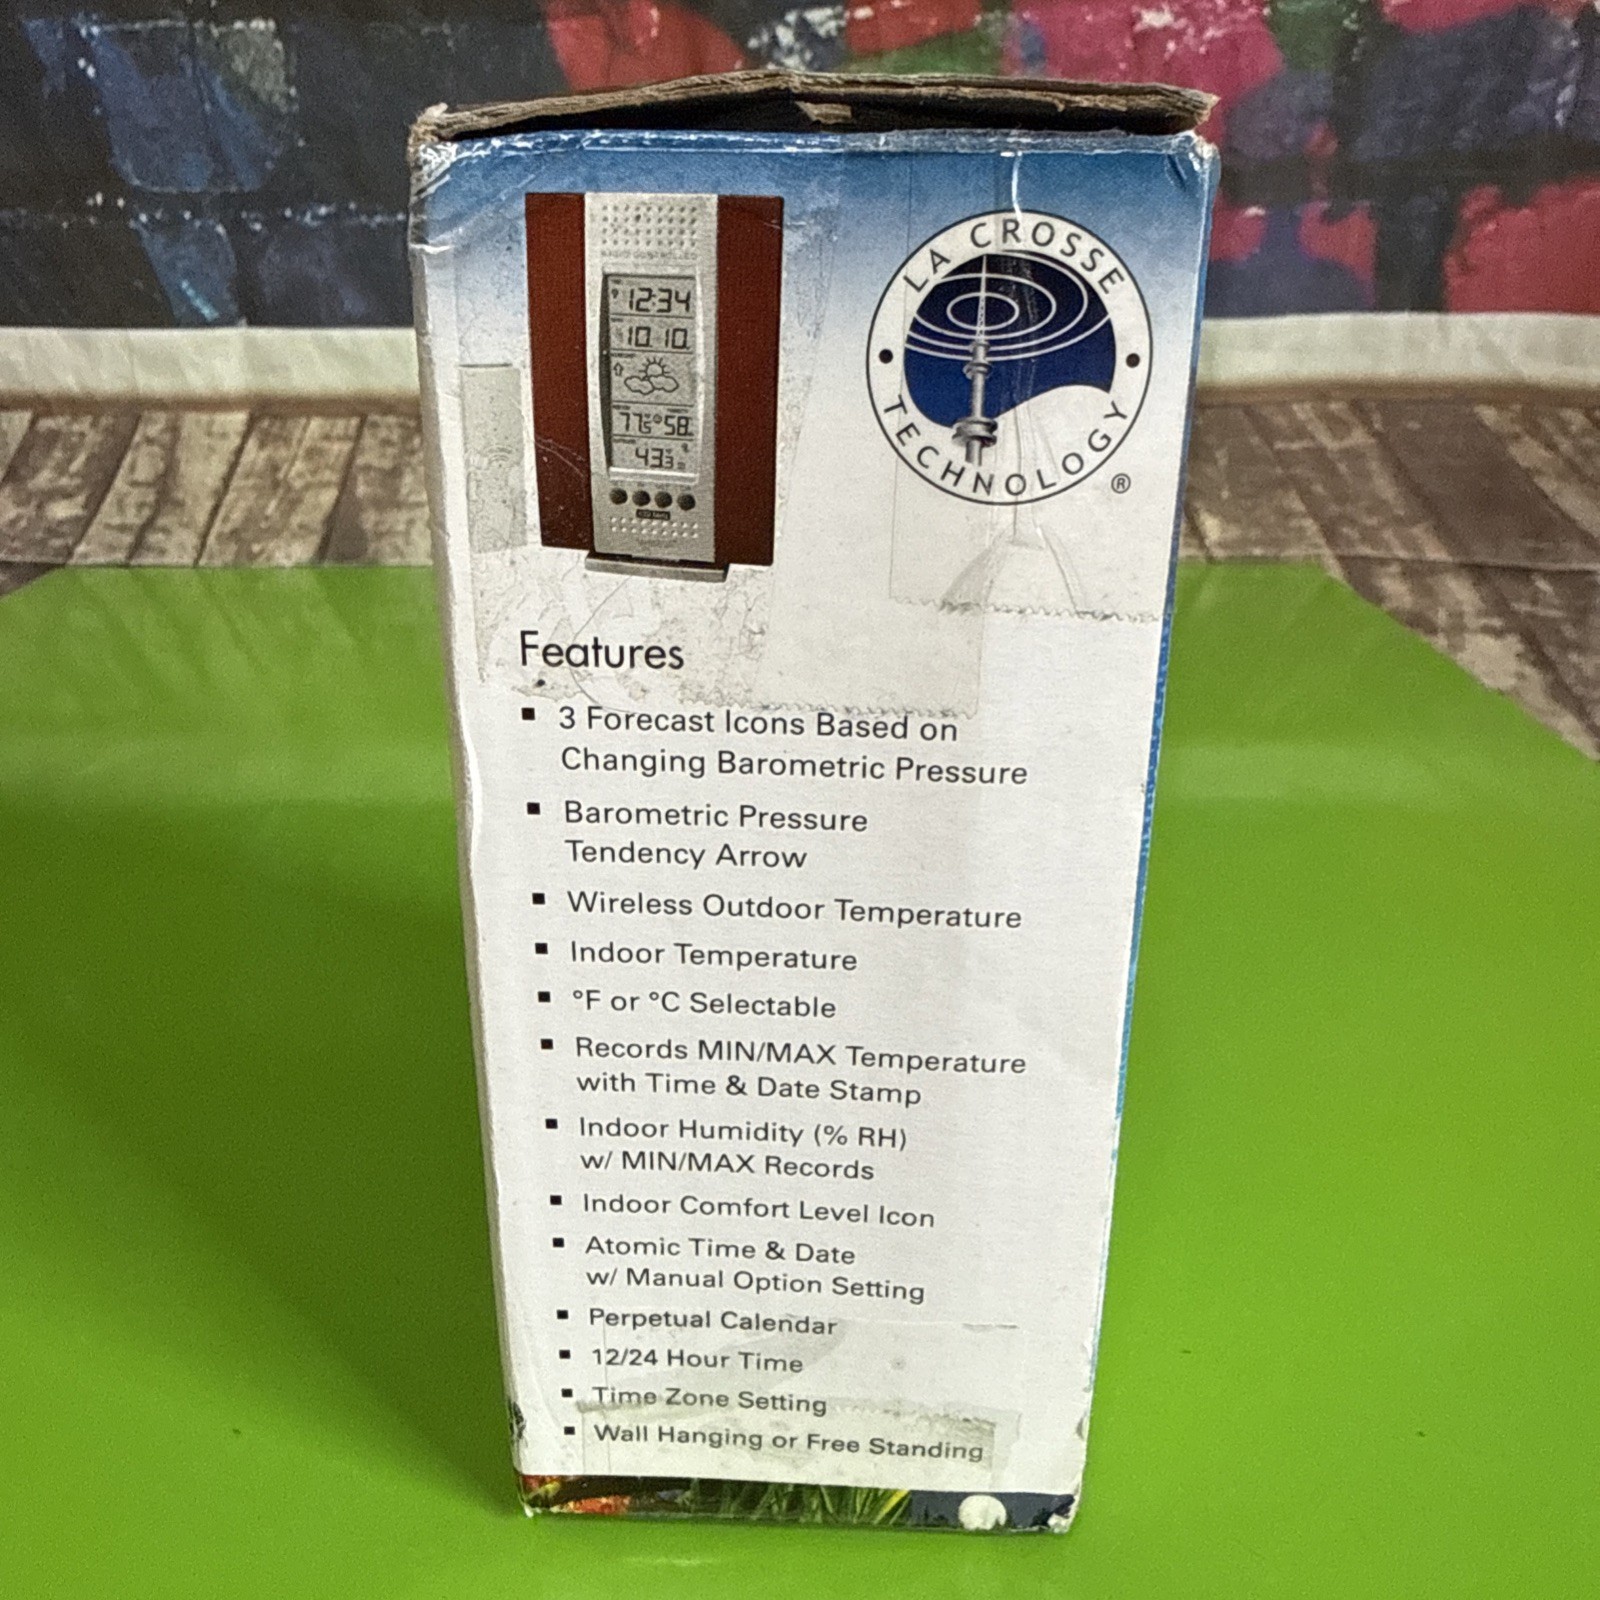 RADIO CONTROLLED
12:34
10. 10.
77.5° 58%
43.3
LA CROSSE
TECHNOLOGY
®
Features
▪ 3 Forecast Icons Based on
Changing Barometric Pressure
▪ Barometric Pressure
Tendency Arrow
▪ Wireless Outdoor Temperature
▪ Indoor Temperature
▪ °F or °C Selectable
▪ Records MIN/MAX Temperature
with Time & Date Stamp
▪ Indoor Humidity (% RH)
w/ MIN/MAX Records
▪ Indoor Comfort Level Icon
▪ Atomic Time & Date
w/ Manual Option Setting
▪ Perpetual Calendar
▪ 12/24 Hour Time
▪ Time Zone Setting
▪ Wall Hanging or Free Standing